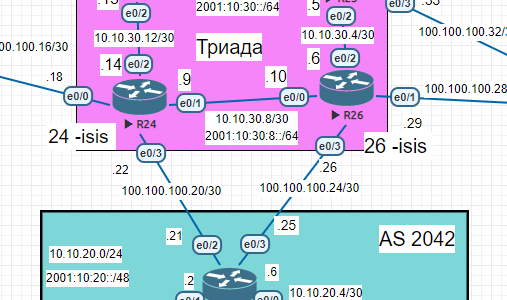 .13
e0/2
2001:10:30::/64
.5
R25
e0/2
e0/3
.33
10.10.30.12/30
10.10.30.4/30
100.100.100.32/
00.100.16/30
Триада
.18
.14
e0/2
.9
.10
.6
e0/2
e0/0
e0/1
e0/0
e0/1
100.100.100.28
R24
10.10.30.8/30
2001:10:30:8::/64
R26
.29
24 -isis
26 -isis
e0/3
e0/3
.22
.26
100.100.100.20/30
100.100.100.24/30
.21
.25
e0/2
e0/3
AS 2042
10.10.20.0/24
2001:10:20::/48
.2
.6
e0/1
e0/0
10.10.20.4/30